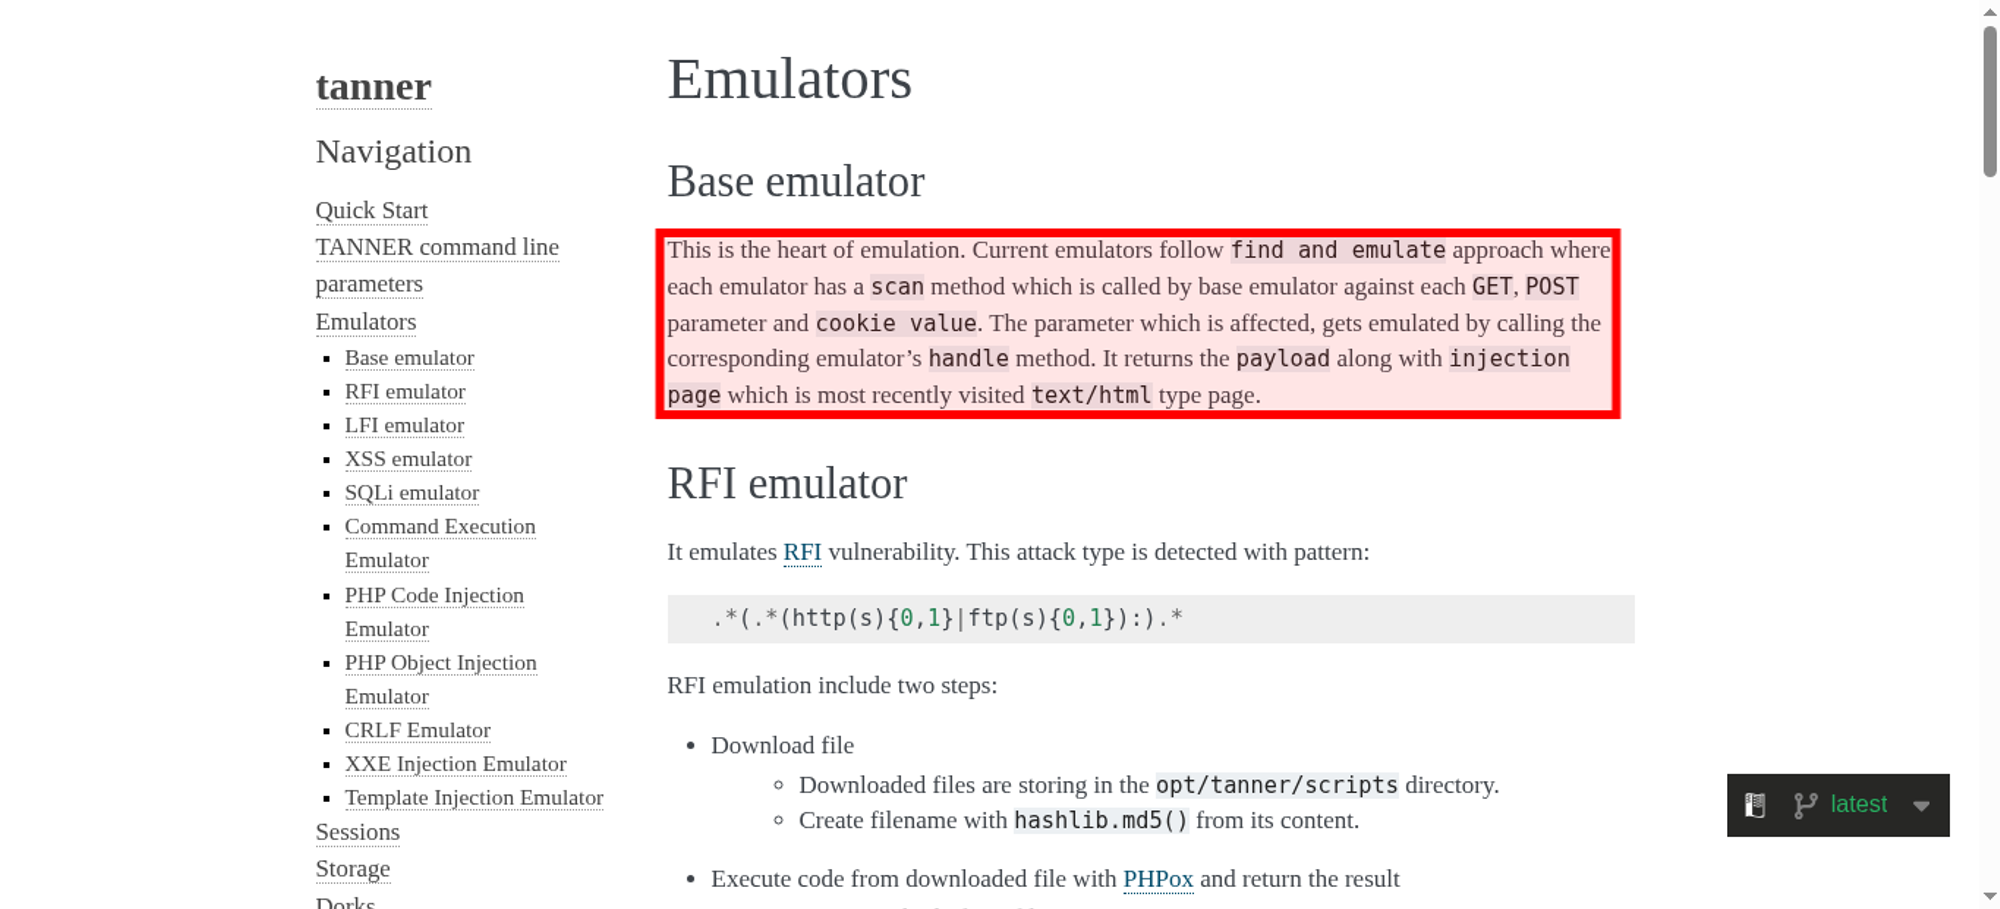 tanner
Navigation
Quick Start
TANNER command line
parameters
Emulators
Base emulator
RFI emulator
LFI emulator
XSS emulator
SQLi emulator
Command Execution
Emulator
PHP Code Injection
Emulator
PHP Object Injection
Emulator
CRLF Emulator
XXE Injection Emulator
Template Injection Emulator
Sessions
Storage
Dorks
Emulators
Base emulator
This is the heart of emulation. Current emulators follow find and emulate approach where
each emulator has a scan method which is called by base emulator against each GET, POST
parameter and cookie value. The parameter which is affected, gets emulated by calling the
corresponding emulator’s handle method. It returns the payload along with injection
page which is most recently visited text/html type page.
RFI emulator
It emulates RFI vulnerability. This attack type is detected with pattern:
.*(.*(http(s){0,1}|ftp(s){0,1}):).*
RFI emulation include two steps:
Download file
Downloaded files are storing in the opt/tanner/scripts directory.
Create filename with hashlib.md5() from its content.
Execute code from downloaded file with PHPox and return the result
latest